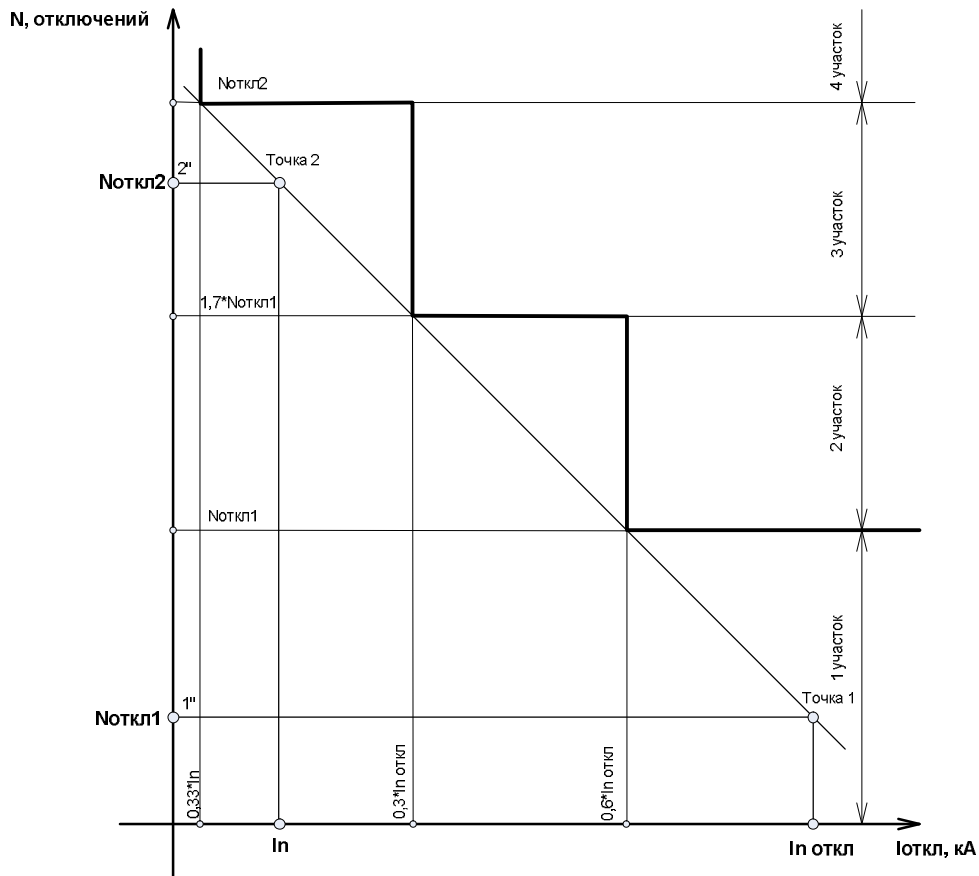 N, отключений
Nоткл2
4 участок
Точка 2
2"
Nоткл2
3 участок
1,7*Nоткл1
2 участок
Nоткл1
1 участок
Точка 1
1"
Nоткл1
0,33*In
0,3*In откл
0,6*In откл
In
In откл
Iоткл, кА